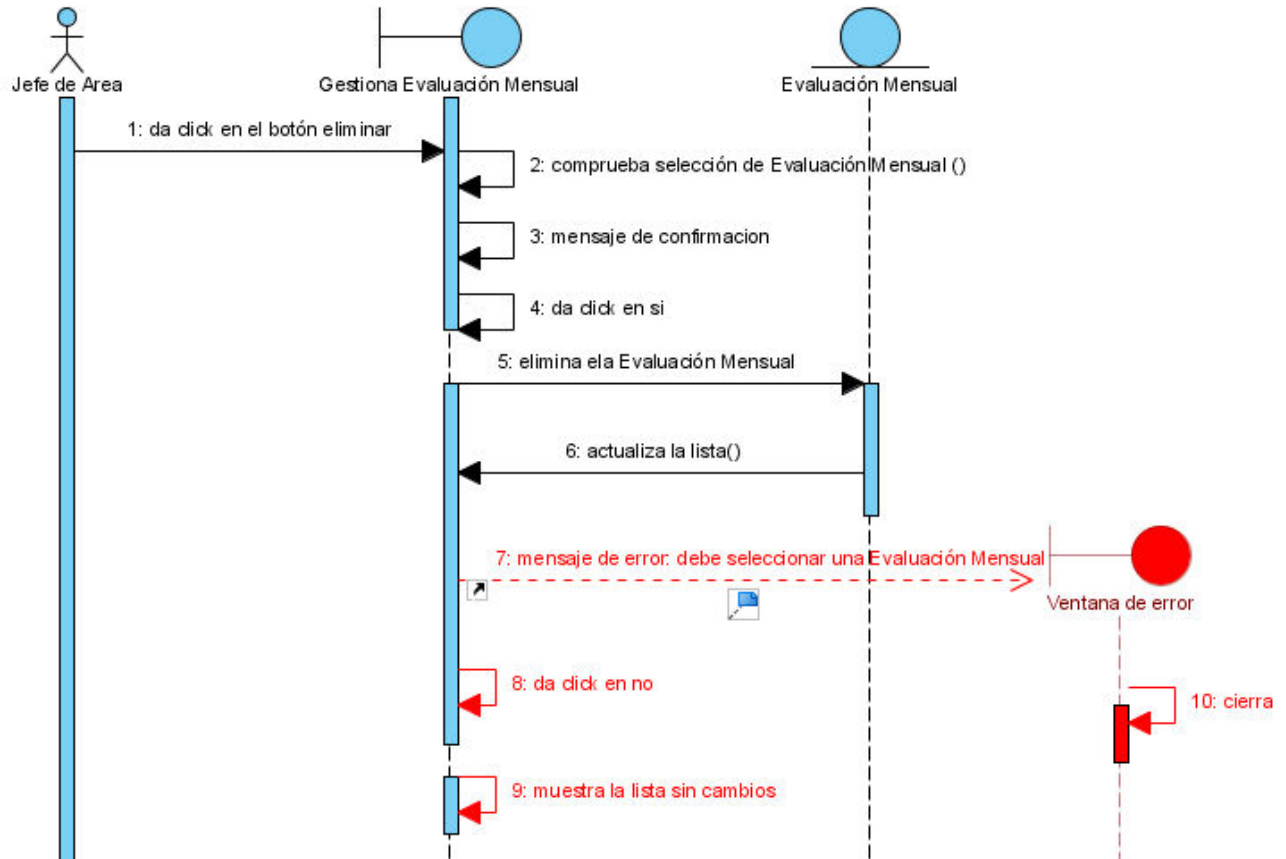 Jefe de Area
Gestiona Evaluación Mensual
Evaluación Mensual
1: da click en el botón eliminar
2: comprueba selección de Evaluación Mensual ()
3: mensaje de confirmacion
4: da click en si
5: elimina ela Evaluación Mensual
6: actualiza la lista()
7: mensaje de error: debe seleccionar una Evaluación Mensual
Ventana de error
8: da click en no
10: cierra
9: muestra la lista sin cambios